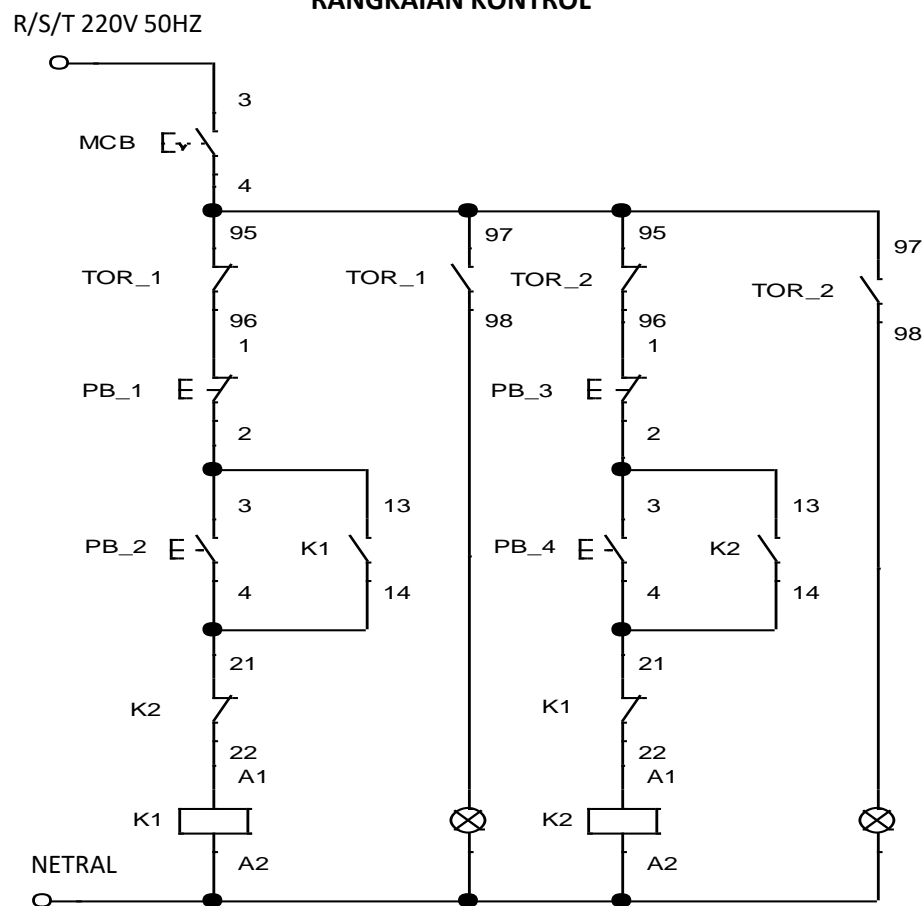 RANGKAIAN KONTROL
R/S/T 220V 50HZ
3
MCB
4
95
97
95
97
TOR_1
TOR_1
TOR_2
TOR_2
96
98
96
98
1
1
PB_1
PB_3
2
2
3
13
3
13
PB_2
K1
PB_4
K2
4
14
4
14
21
21
K2
K1
22
22
A1
A1
K1
K2
A2
A2
NETRAL